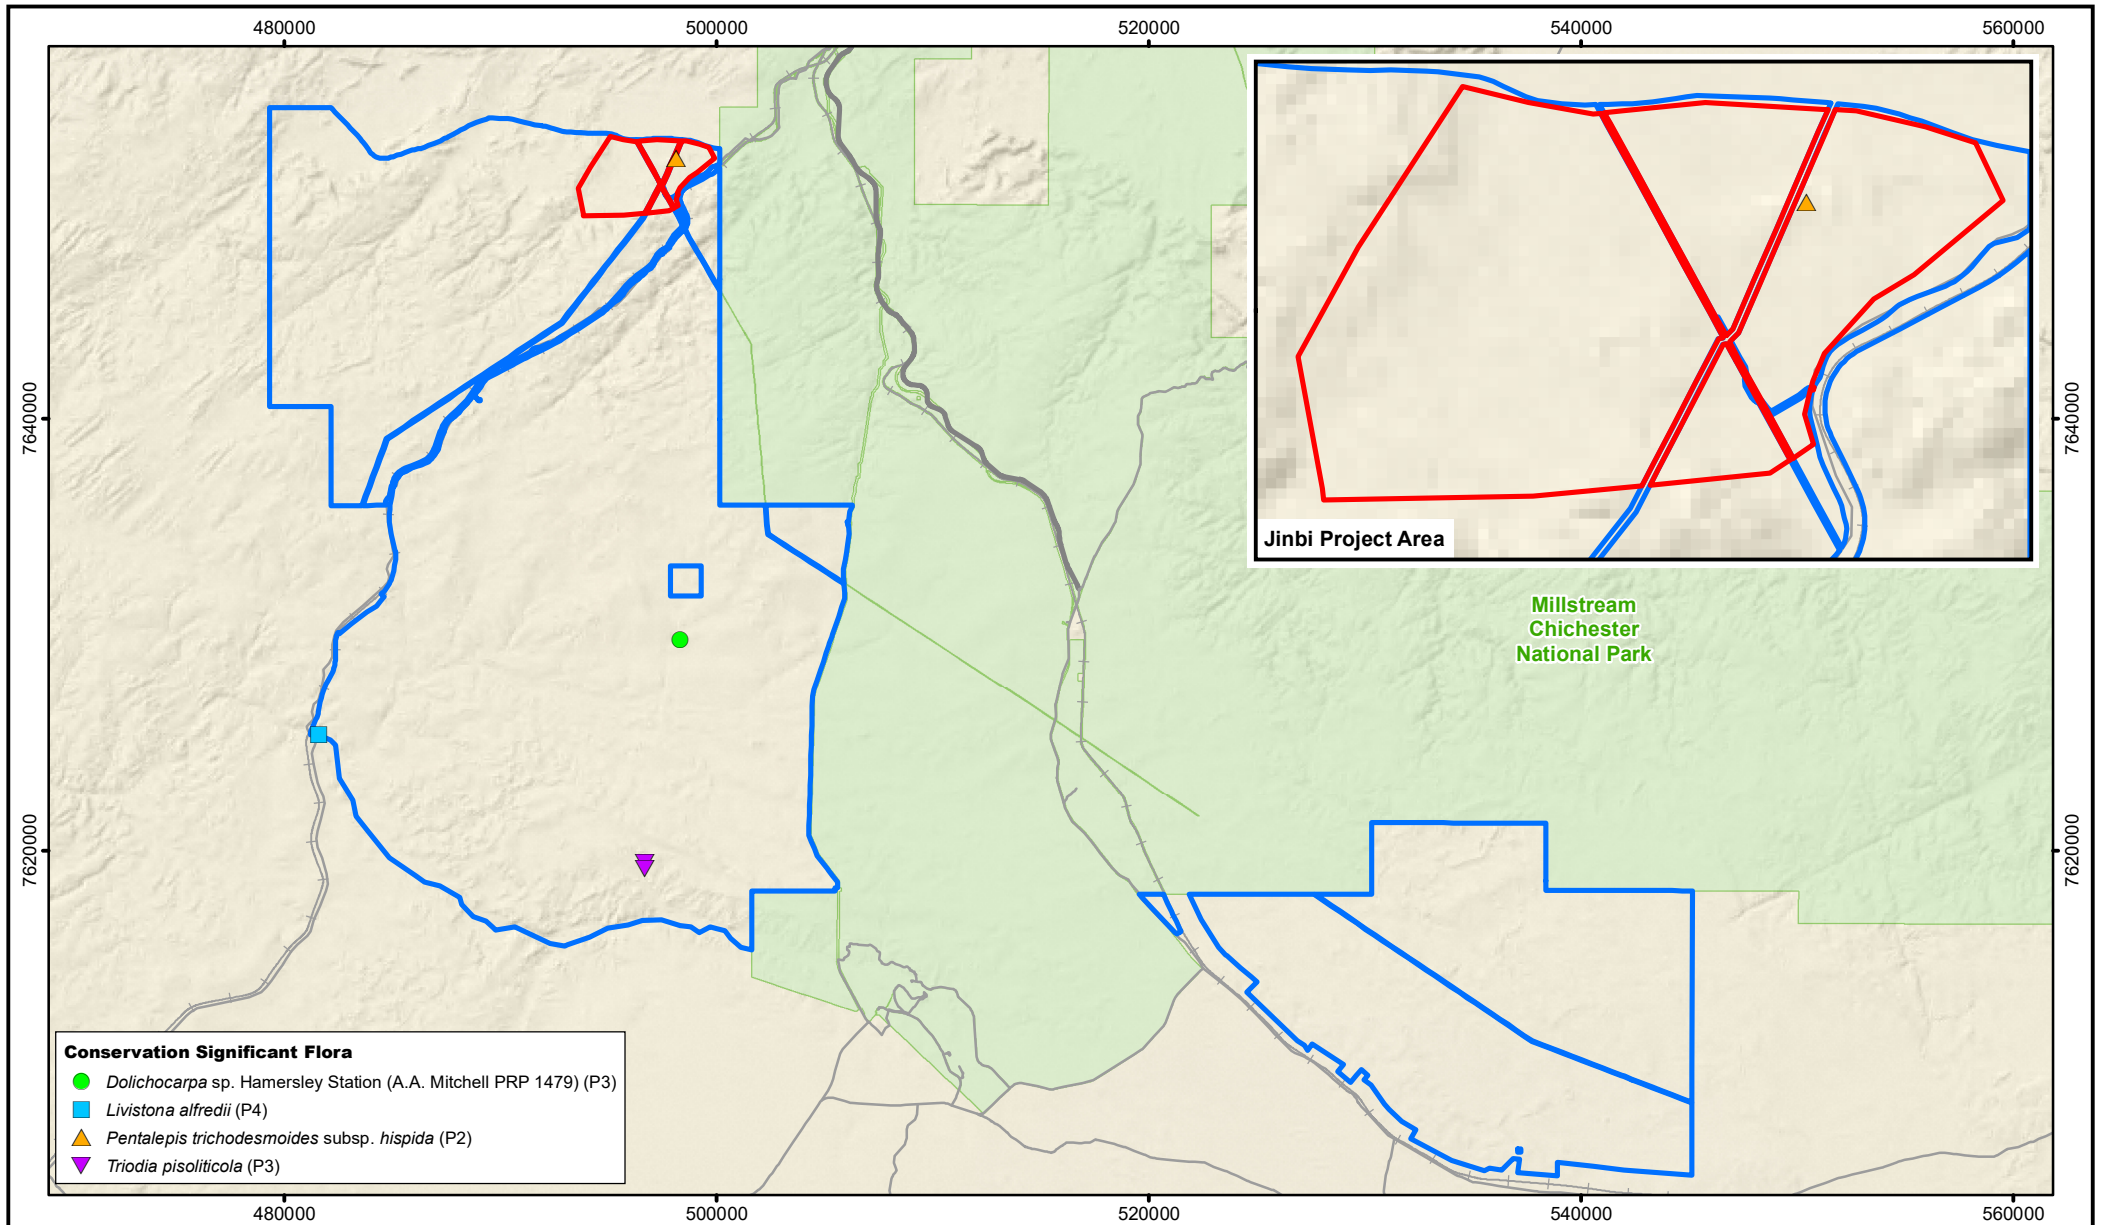 480000
500000
520000
540000
560000
7640000
7640000
Jinbi Project Area
Millstream
Chichester
National Park
7620000
7620000
Conservation Significant Flora
Dolichocarpa sp. Hamersley Station (A.A. Mitchell PRP 1479) (P3)
Livistona alfredii (P4)
Pentalepis trichodesmoides subsp. hispida (P2)
Triodia pisoliticola (P3)
480000
500000
520000
540000
560000